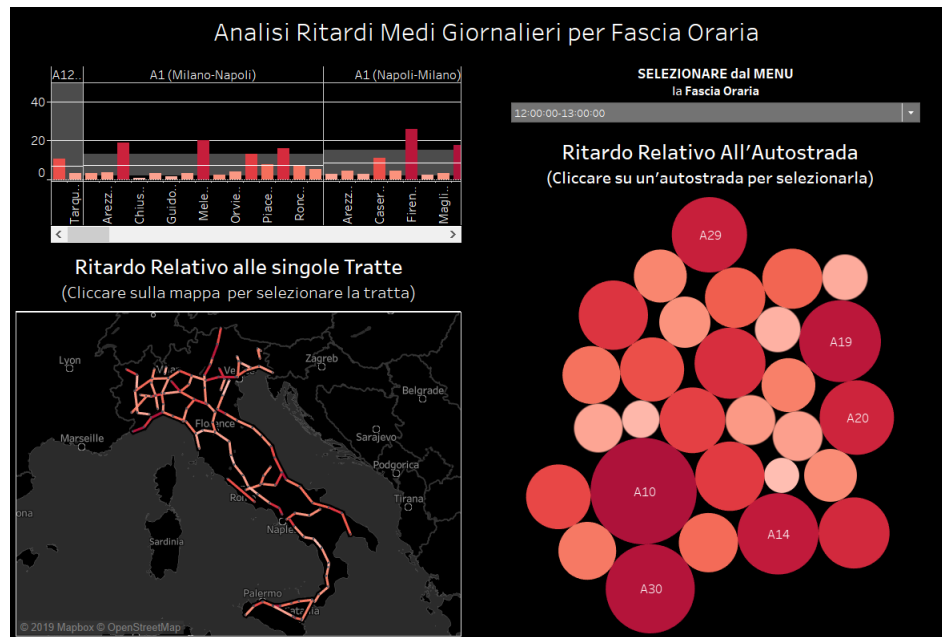 Analisi Ritardi Medi Giornalieri per Fascia Oraria
A12..
A1 (Milano-Napoli)
A1 (Napoli-Milano)
40
20
0
Tarqu..
Arezz..
Chius..
Guido..
Mele..
Orvie..
Piace..
Ronc..
Arezz..
Caser..
Firen..
Magli..
SELEZIONARE dal MENU
la Fascia Oraria
12:00:00-13:00:00
Ritardo Relativo All'Autostrada
(Cliccare su un'autostrada per selezionarla)
A29
A19
A20
A10
A14
A30
Ritardo Relativo alle singole Tratte
(Cliccare sulla mappa per selezionare la tratta)
Lyon
Zagreb
Belgrade
Marseille
Sarajevo
Podgorica
Tirana
Sardinia
Palermo
© 2019 Mapbox © OpenStreetMap